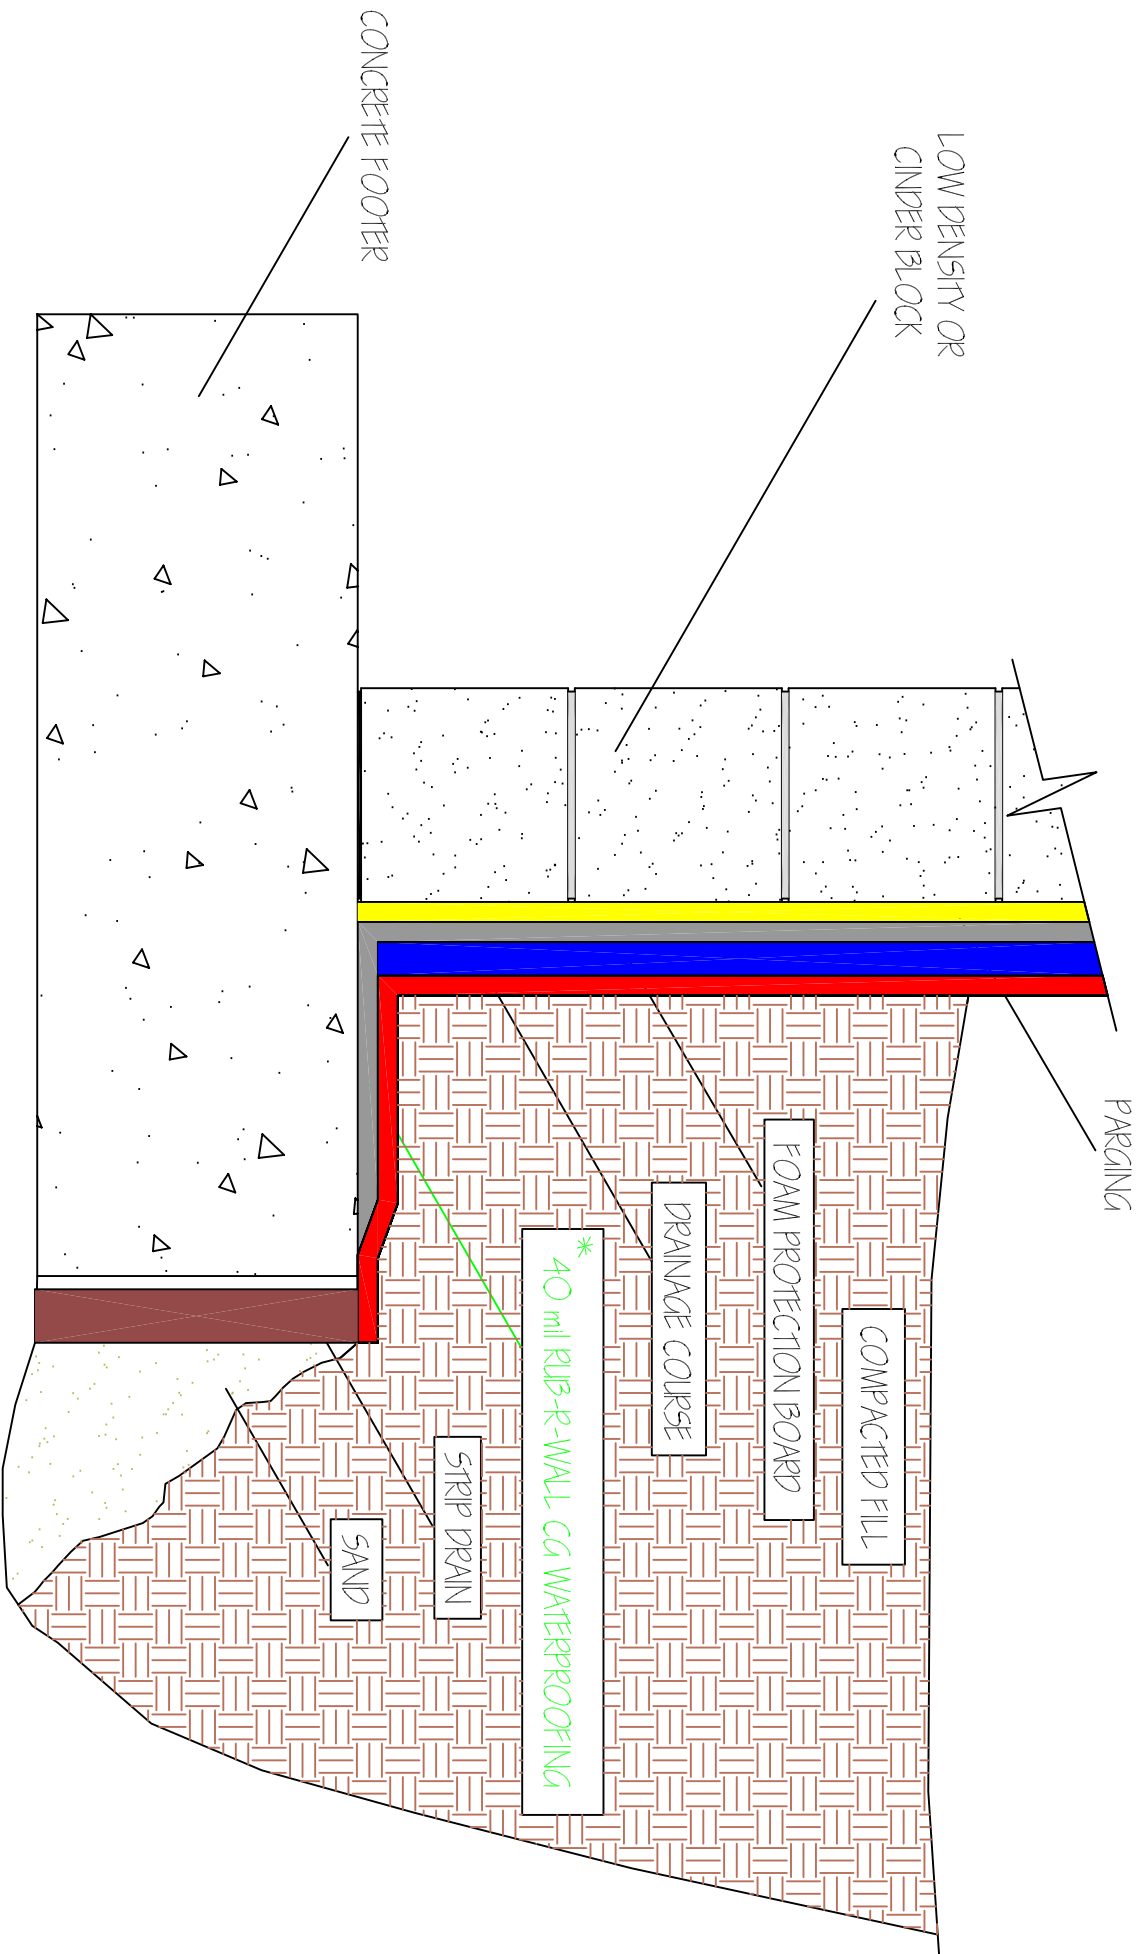 PARGING
LOW DENSITY OR
CINDER BLOCK
COMPACTED FILL
FOAM PROTECTION BOARD
DRAINAGE COURSE
* 40 mil RUB-R-WALL CG WATERPROOFING
STRIP DRAIN
CONCRETE FOOTER
SAND